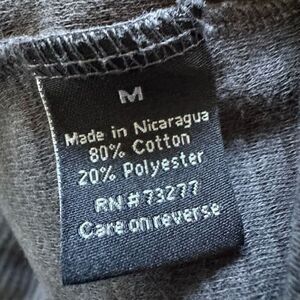 M
Made in Nicaragua
80% Cotton
20% Polyester
RN#73277
Care on reverse